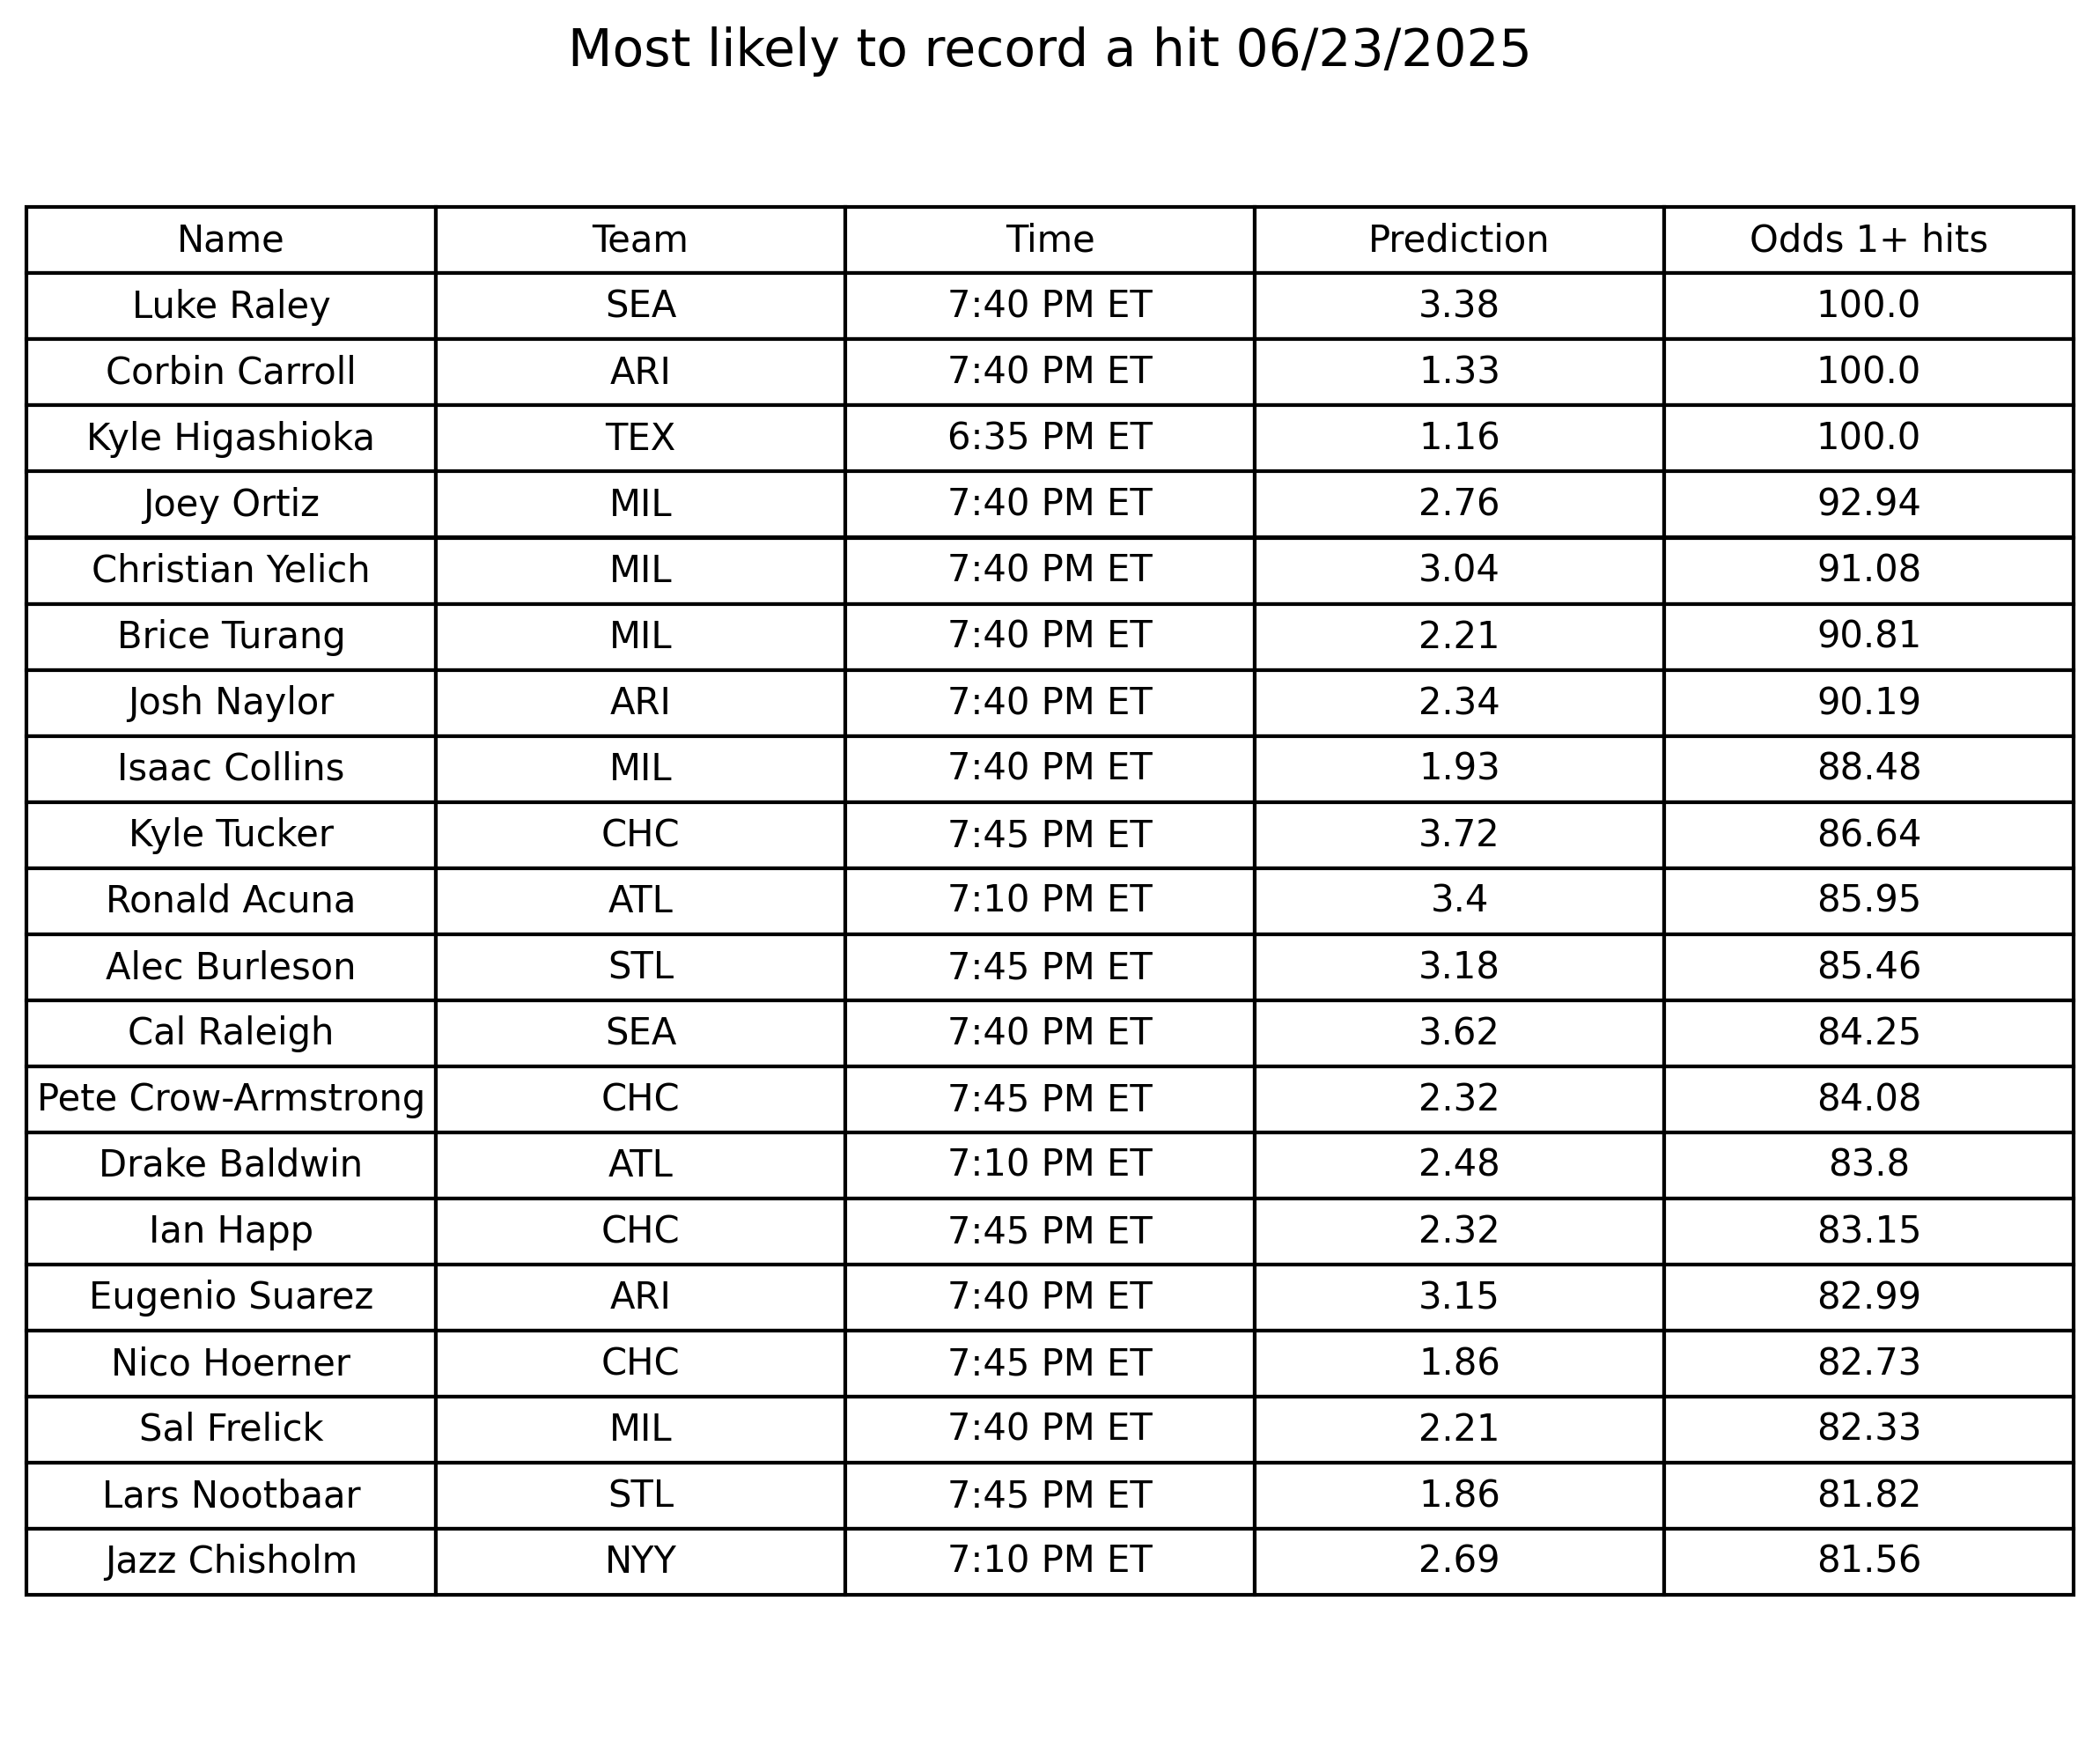 Most likely to record a hit 06/23/2025
Name Team Time Prediction Odds 1+ hits
Luke Raley SEA 7:40 PM ET 3.38 100.0
Corbin Carroll ARI 7:40 PM ET 1.33 100.0
Kyle Higashioka TEX 6:35 PM ET 1.16 100.0
Joey Ortiz MIL 7:40 PM ET 2.76 92.94
Christian Yelich MIL 7:40 PM ET 3.04 91.08
Brice Turang MIL 7:40 PM ET 2.21 90.81
Josh Naylor ARI 7:40 PM ET 2.34 90.19
Isaac Collins MIL 7:40 PM ET 1.93 88.48
Kyle Tucker CHC 7:45 PM ET 3.72 86.64
Ronald Acuna ATL 7:10 PM ET 3.4 85.95
Alec Burleson STL 7:45 PM ET 3.18 85.46
Cal Raleigh SEA 7:40 PM ET 3.62 84.25
Pete Crow-Armstrong CHC 7:45 PM ET 2.32 84.08
Drake Baldwin ATL 7:10 PM ET 2.48 83.8
Ian Happ CHC 7:45 PM ET 2.32 83.15
Eugenio Suarez ARI 7:40 PM ET 3.15 82.99
Nico Hoerner CHC 7:45 PM ET 1.86 82.73
Sal Frelick MIL 7:40 PM ET 2.21 82.33
Lars Nootbaar STL 7:45 PM ET 1.86 81.82
Jazz Chisholm NYY 7:10 PM ET 2.69 81.56